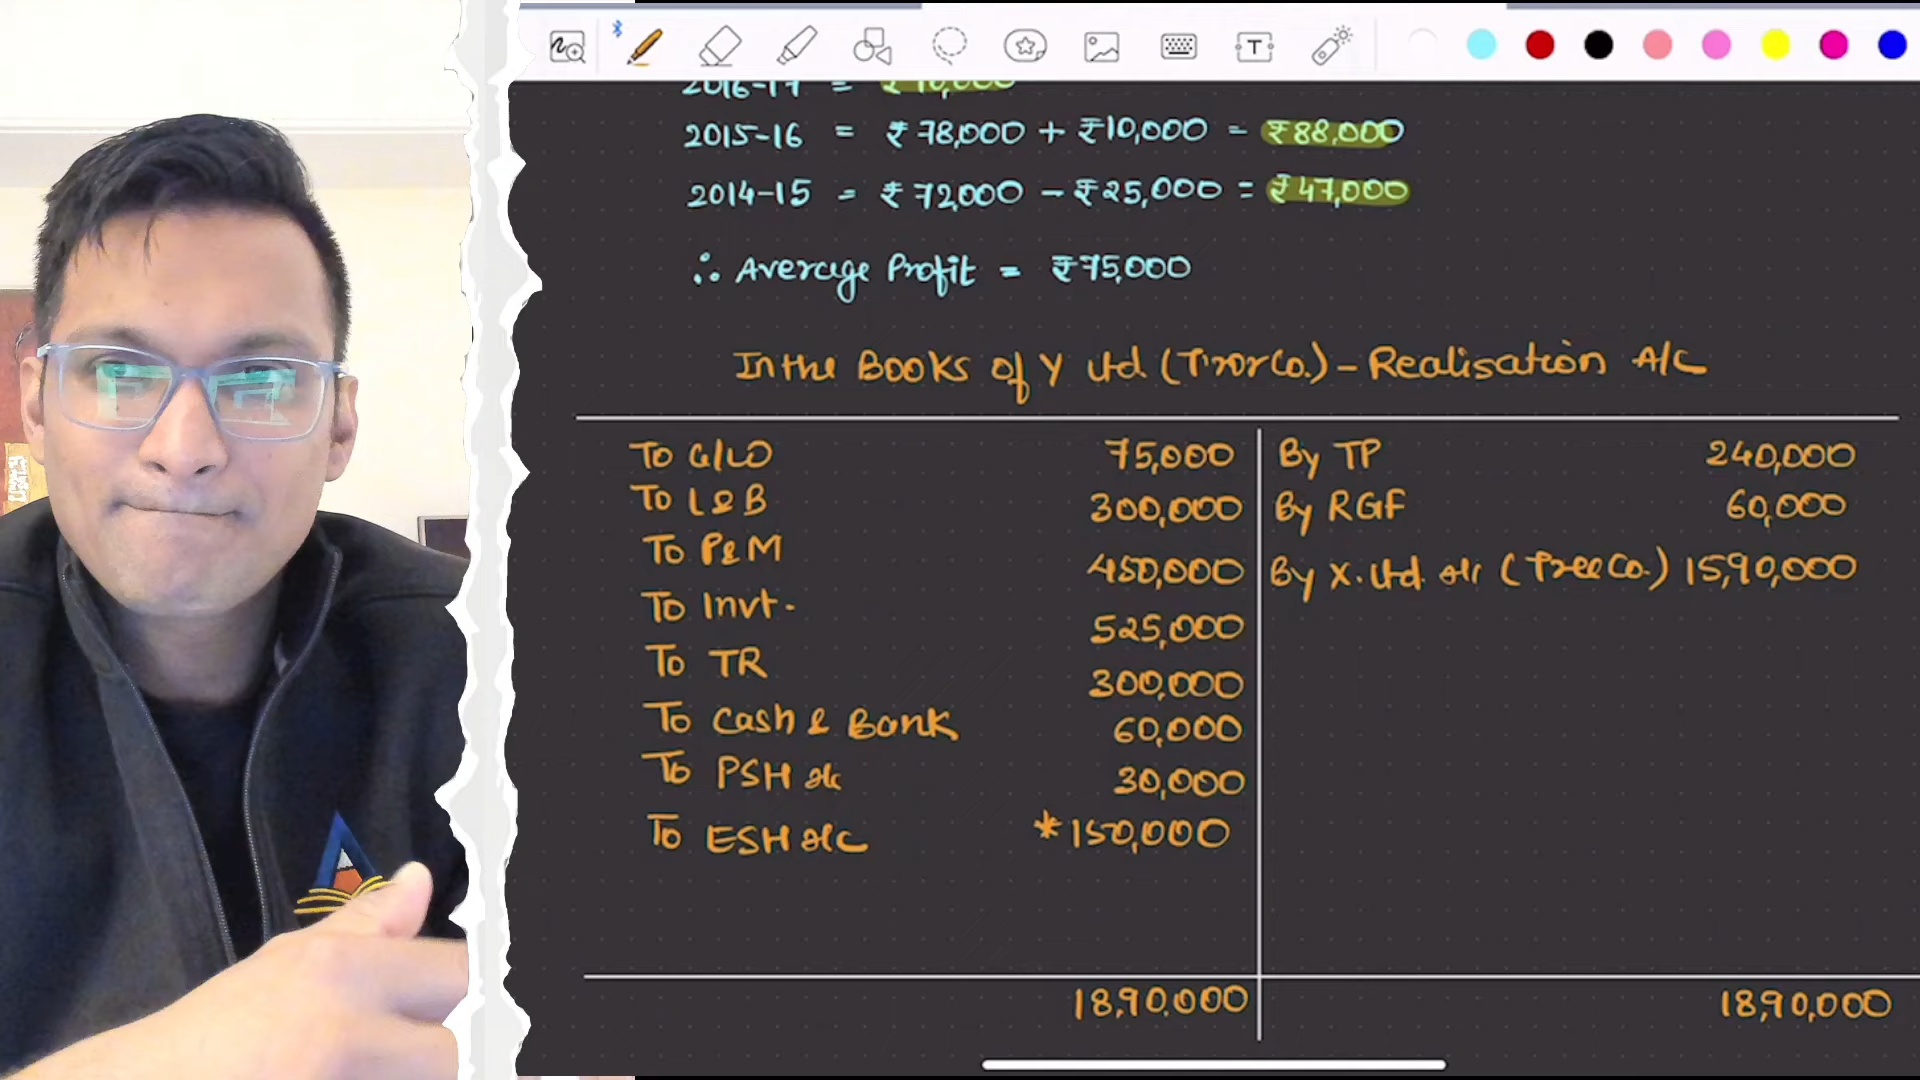 T
2015-16 = ₹78,000 + ₹10,000 = ₹88,000
2014-15 = ₹72,000 - ₹25,000 = ₹47,000
∴ Average Profit = ₹75,000
In the Books of Y Ltd (Tror Co.) - Realisation A/C
To G/W 75,000 By TP 240,000
To L&B 300,000 By RGF 60,000
To P&M 450,000 By X. Ltd. A/c (Tree Co.) 15,90,000
To Invt. 525,000
To TR 300,000
To Cash & Bank 60,000
To PSH A/c 30,000
To ESH A/C *150,000
18,90,000 18,90,000